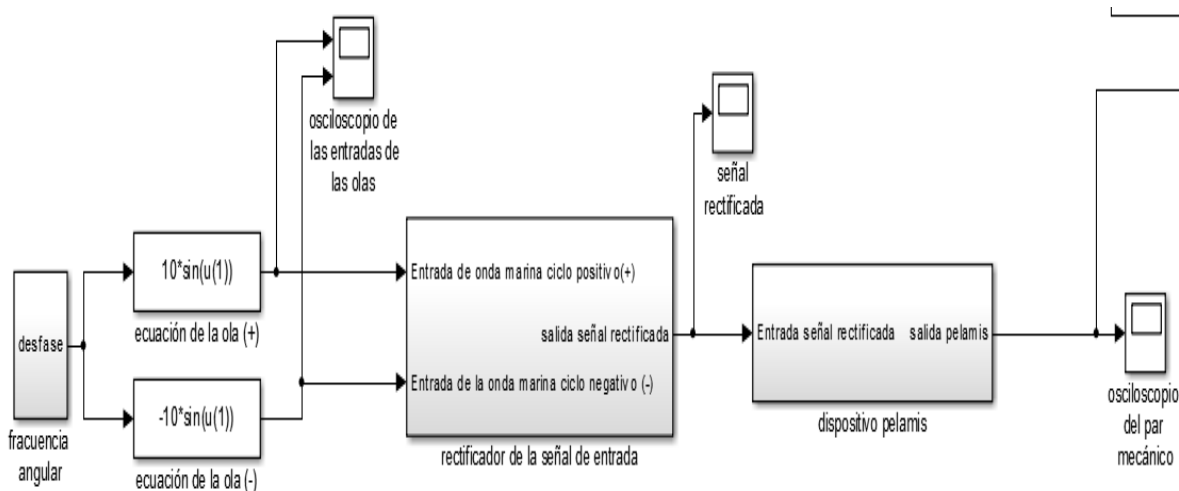 osciloscopio de
las entradas de
las olas
señal
rectificada
10*sin(u(1))
ecuación de la ola (+)
desfase
fracuencia
angular
-10*sin(u(1))
ecuación de la ola (-)
Entrada de onda marina ciclo positivo(+)
salida señal rectificada
Entrada de la onda marina ciclo negativo (-)
rectificador de la señal de entrada
Entrada señal rectificada salida pelamis
dispositivo pelamis
osciloscopio
del par
mecánico